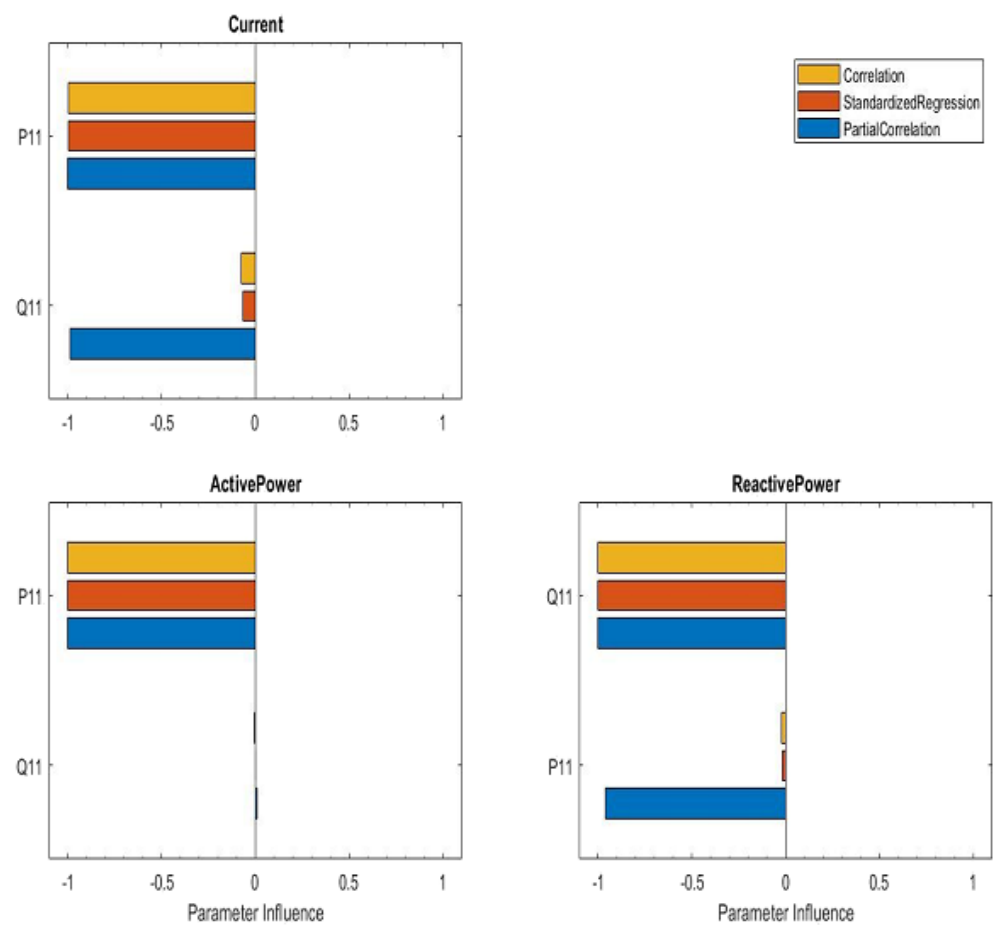 Current
Correlation
StandardizedRegression
PartialCorrelation
P11
Q11
-1 -0.5 0 0.5 1
ActivePower
P11
Q11
-1 -0.5 0 0.5 1
Parameter Influence
ReactivePower
Q11
P11
-1 -0.5 0 0.5 1
Parameter Influence